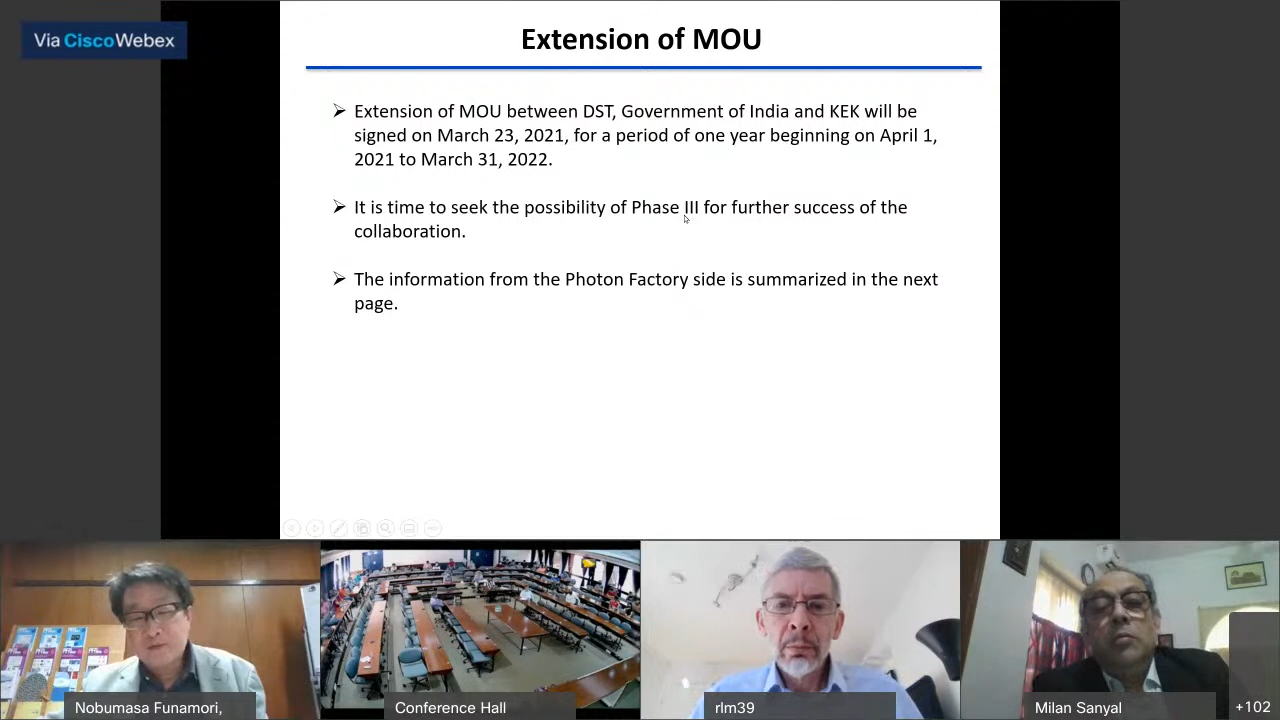 Via Cisco Webex
Extension of MOU
Extension of MOU between DST, Government of India and KEK will be
signed on March 23, 2021, for a period of one year beginning on April 1,
2021 to March 31, 2022.
It is time to seek the possibility of Phase III for further success of the
collaboration.
The information from the Photon Factory side is summarized in the next
page.
Nobumasa Funamori,
Conference Hall
rlm39
Milan Sanyal
+102